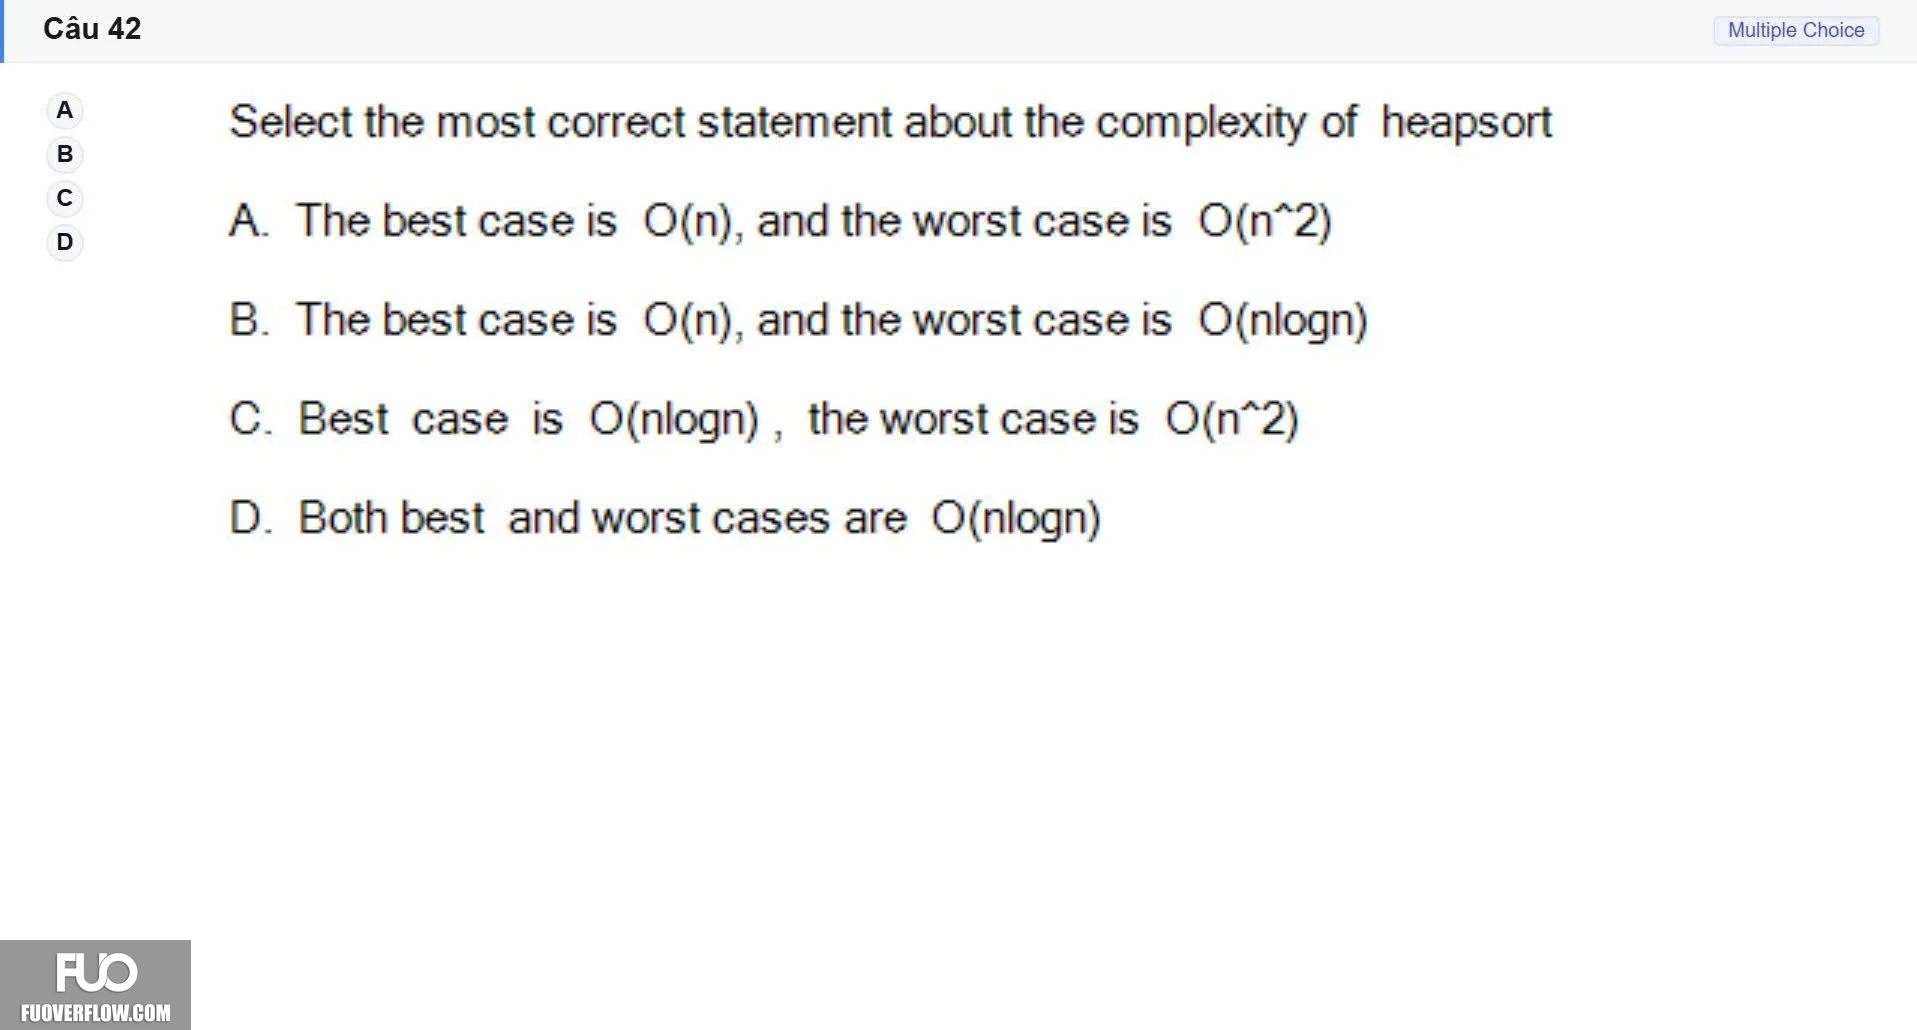 Câu 42
Multiple Choice
A
B
C
D
Select the most correct statement about the complexity of heapsort
A. The best case is O(n), and the worst case is O(n^2)
B. The best case is O(n), and the worst case is O(nlogn)
C. Best case is O(nlogn) , the worst case is O(n^2)
D. Both best and worst cases are O(nlogn)
FUO
FUOVERFLOW.COM